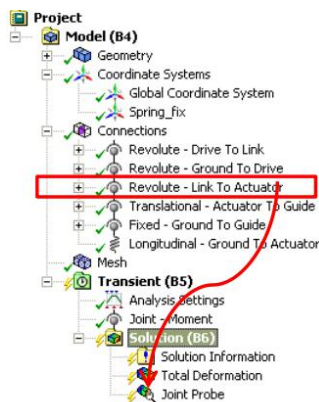 Project
Model (B4)
Geometry
Coordinate Systems
Global Coordinate System
Spring_fix
Connections
Revolute - Drive To Link
Revolute - Ground To Drive
Revolute - Link To Actuator
Translational - Actuator To Guide
Fixed - Ground To Guide
Longitudinal - Ground To Actuator
Mesh
Transient (B5)
Analysis Settings
Joint - Moment
Solution (B6)
Solution Information
Total Deformation
Joint Probe